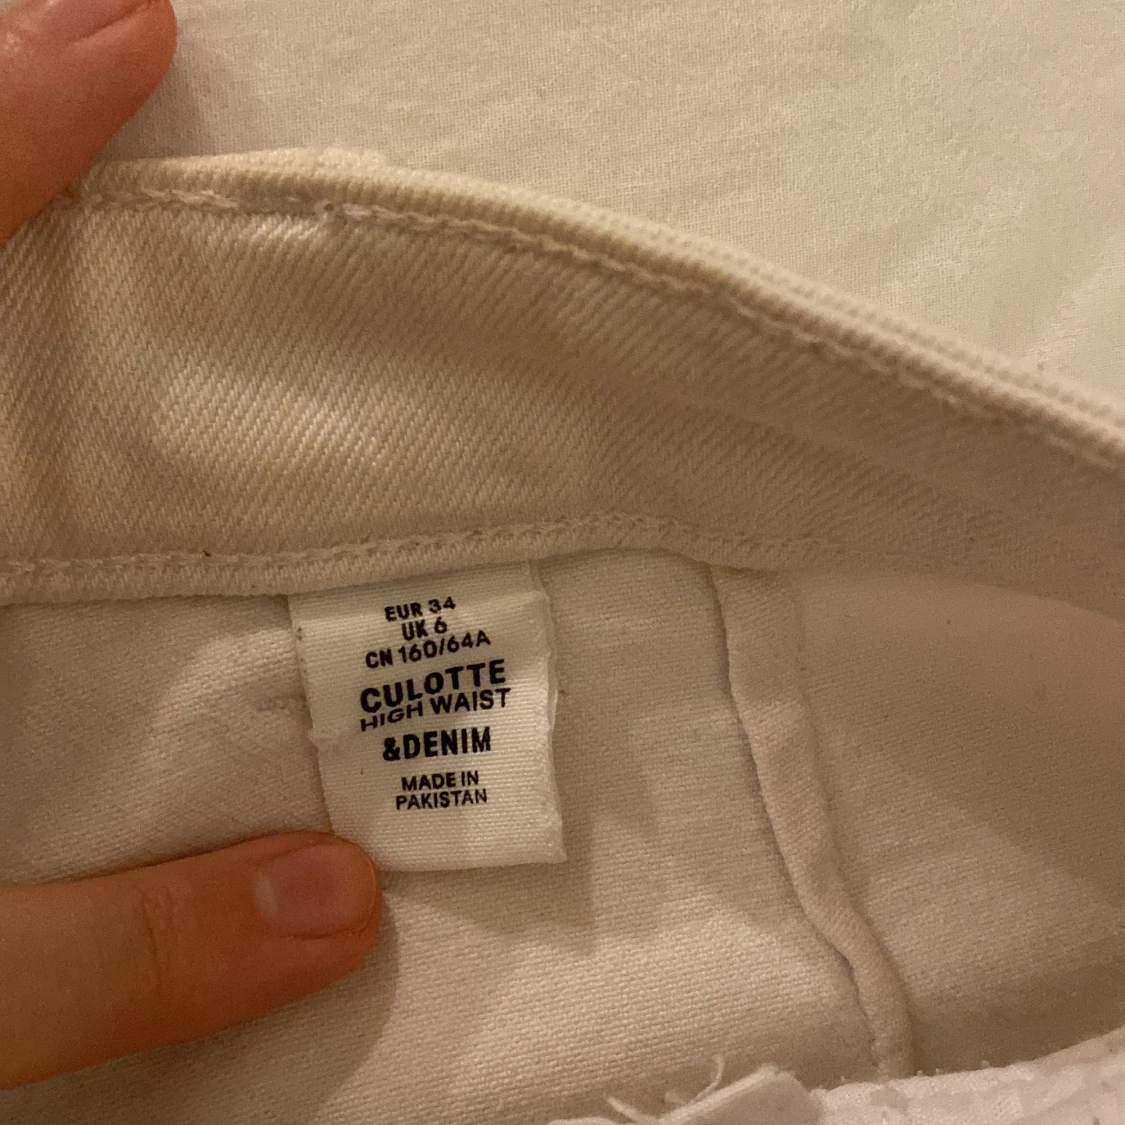 EUR 34
UK 6
CN 160/64A
CULOTTE
HIGH WAIST
&DENIM
MADE IN
PAKISTAN